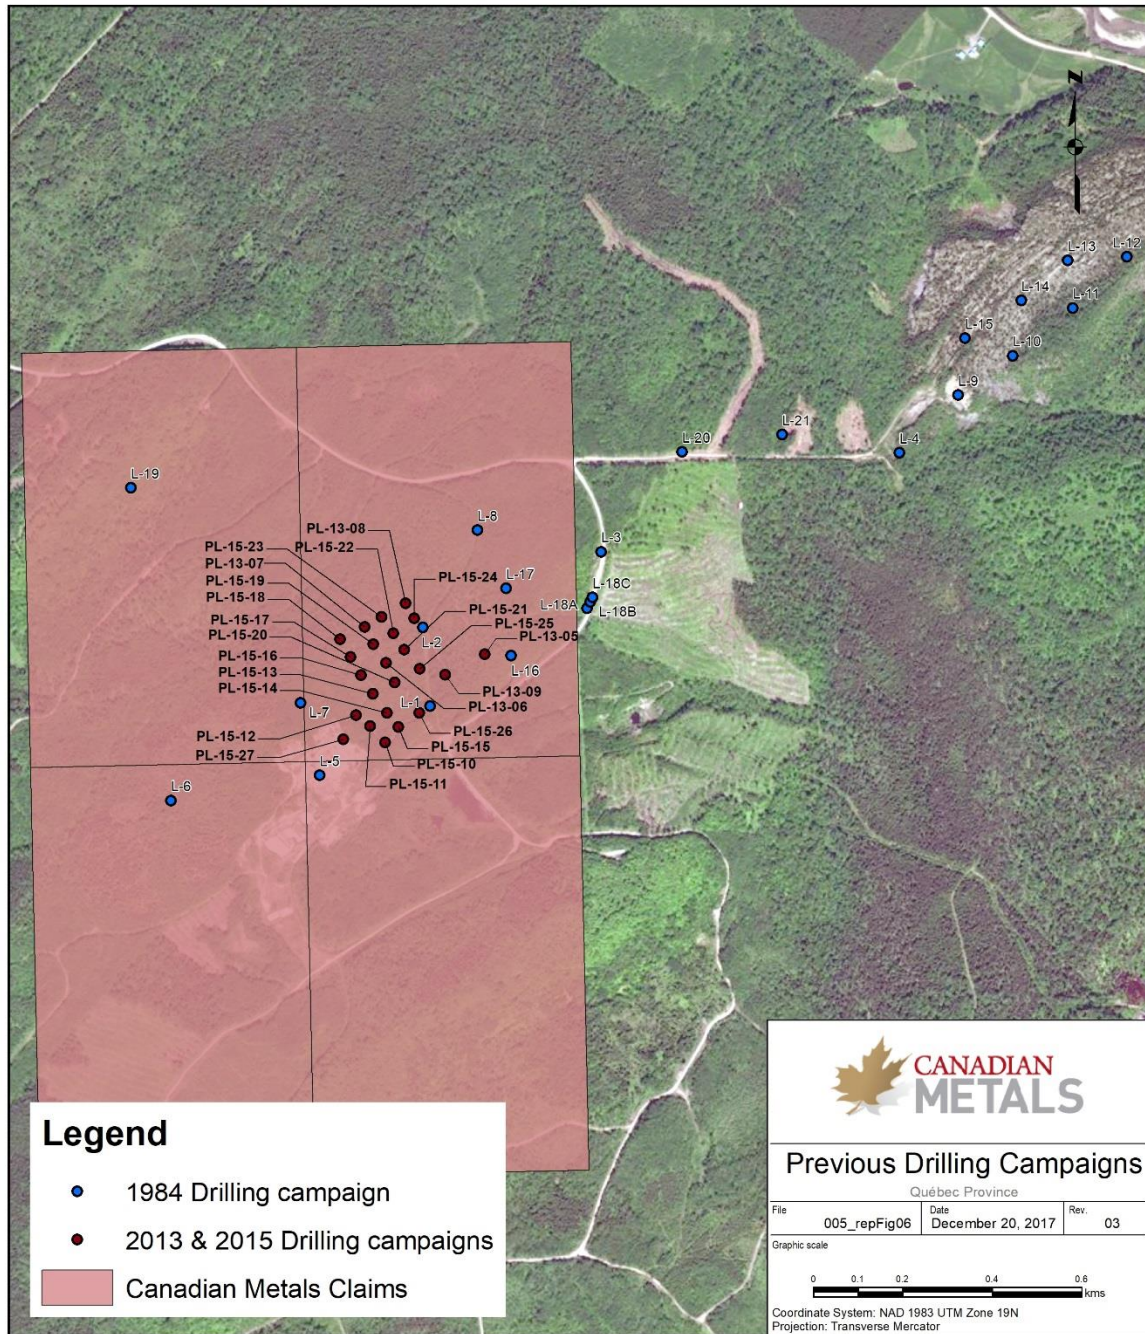 N
L-13
L-12
L-14
L-11
L-15
L-10
L-9
L-21
L-20
L-4
L-19
L-8
PL-13-08
L-3
PL-15-23
PL-15-22
PL-13-07
PL-15-24
L-17
PL-15-19
L-18C
PL-15-18
PL-15-21
L-18A
L-18B
PL-15-17
PL-15-25
L-2
PL-15-20
PL-13-05
PL-15-16
L-16
PL-15-13
PL-13-09
PL-15-14
L-1
PL-13-06
L-7
PL-15-26
PL-15-12
PL-15-15
PL-15-27
PL-15-10
L-5
PL-15-11
L-6
Legend
1984 Drilling campaign
2013 & 2015 Drilling campaigns
Canadian Metals Claims
CANADIAN
METALS
Previous Drilling Campaigns
Québec Province
File
005_repFig06
Date
December 20, 2017
Rev.
03
Graphic scale
0 0.1 0.2 0.4 0.6
kms
Coordinate System: NAD 1983 UTM Zone 19N
Projection: Transverse Mercator